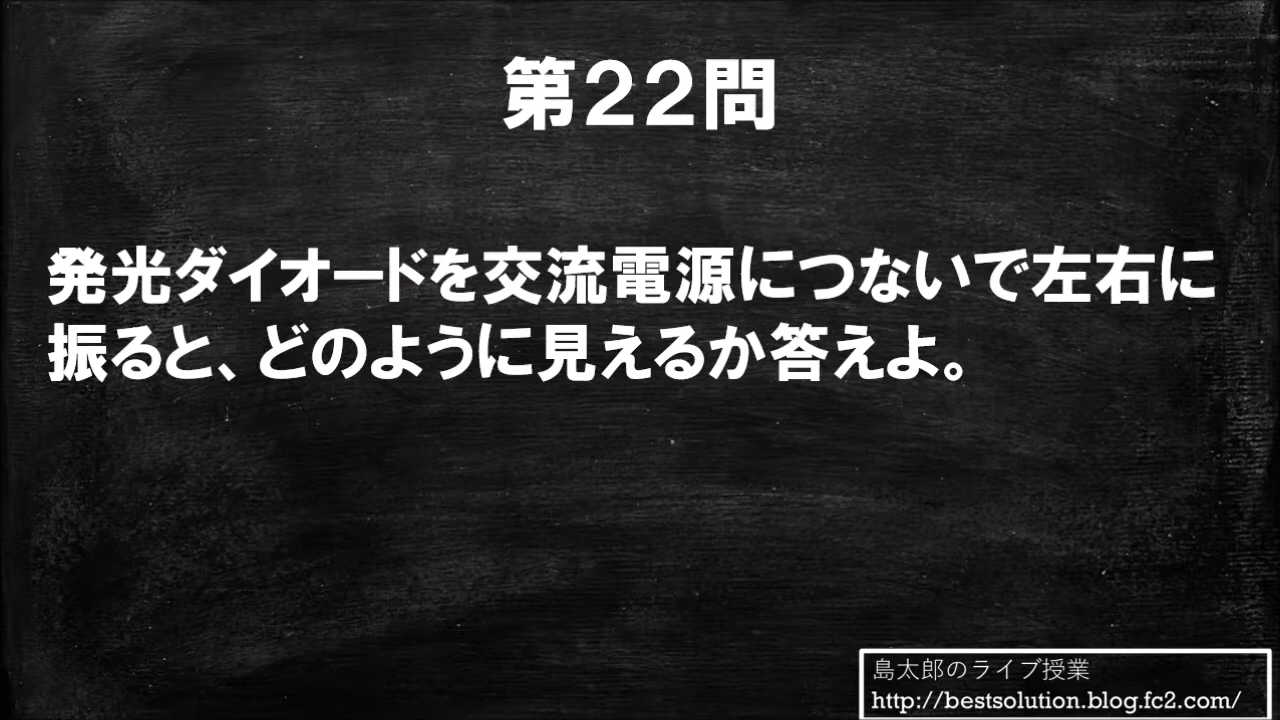 第２２問
発光ダイオードを交流電源につないで左右に
振ると、どのように見えるか答えよ。
島太郎のライブ授業
http://bestsolution.blog.fc2.com/